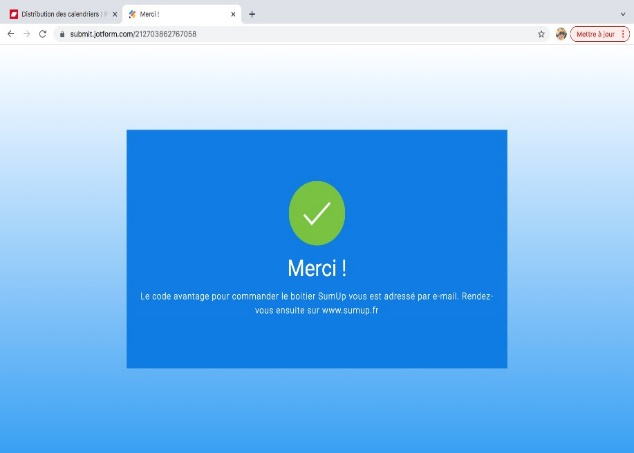 Distribution des calendriers
Merci !
submit.jotform.com/212703862767058
Mettre à jour
Merci !
Le code avantage pour commander le boitier SumUp vous est adressé par e-mail. Rendez-
vous ensuite sur www.sumup.fr